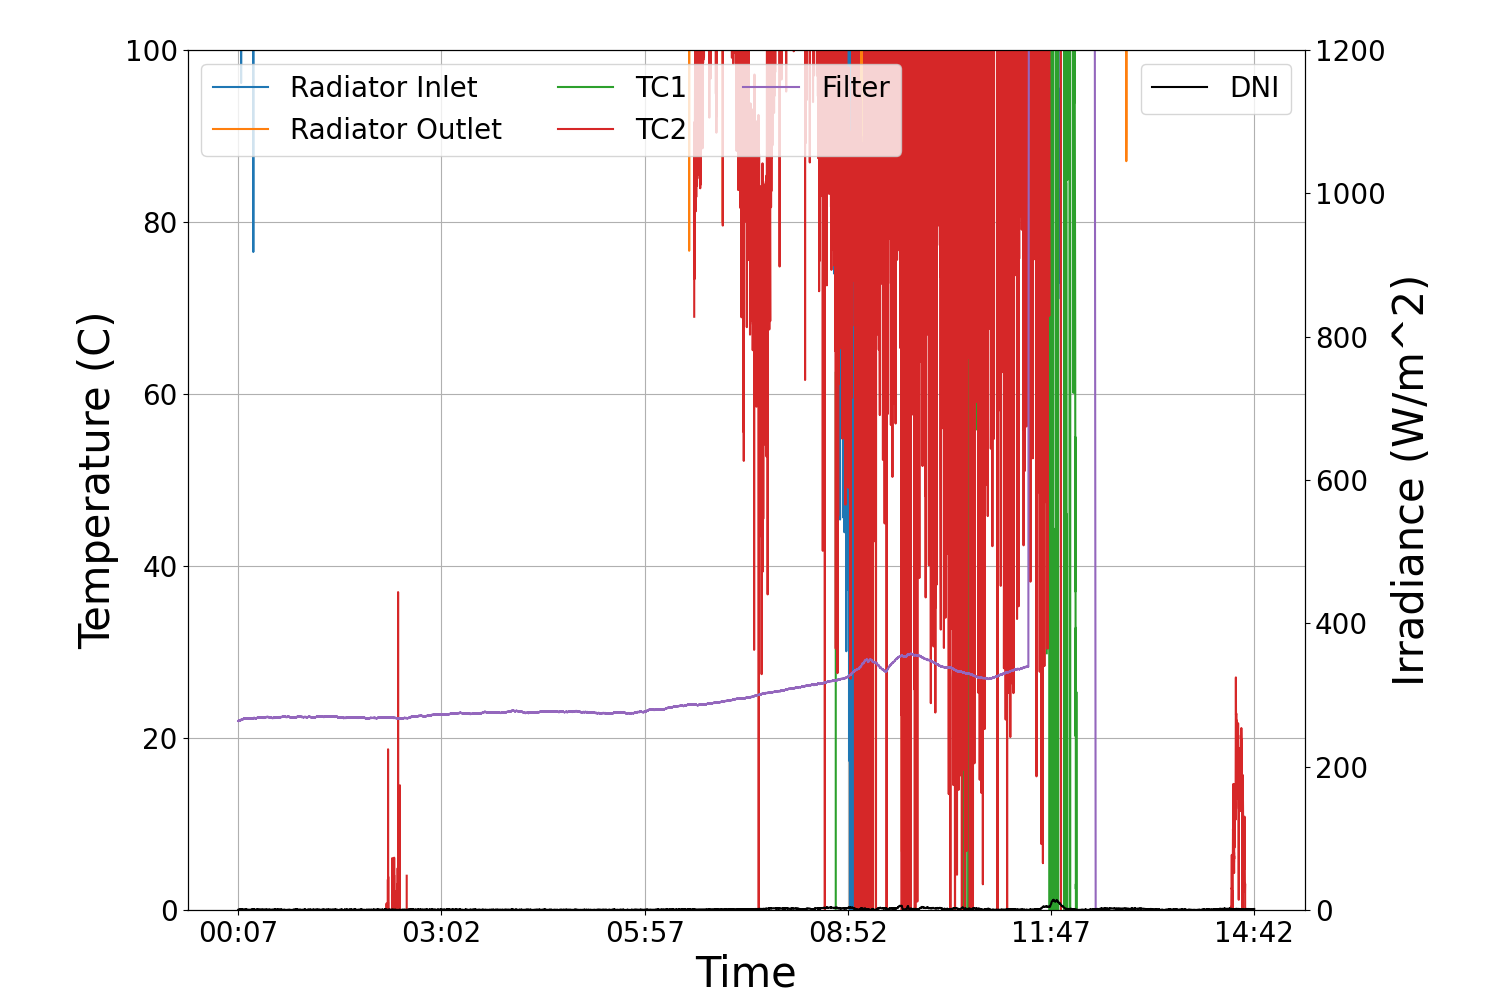 100
80
60
40
20
0
Temperature (C)
Radiator Inlet
Radiator Outlet
TC1
TC2
Filter
DNI
1200
1000
800
600
400
200
0
Irradiance (W/m^2)
00:07 03:02 05:57 08:52 11:47 14:42
Time